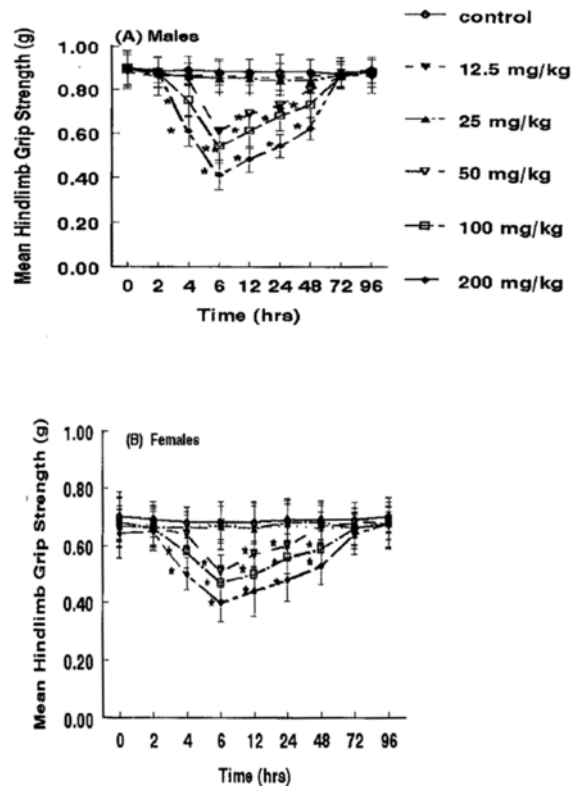 (A) Males
Mean Hindlimb Grip Strength (g)
1.00
0.80
0.60
0.40
0.20
0.00
0 2 4 6 12 24 48 72 96
Time (hrs)
control
12.5 mg/kg
25 mg/kg
50 mg/kg
100 mg/kg
200 mg/kg
(B) Females
Mean Hindlimb Grip Strength (g)
1.00
0.80
0.60
0.40
0.20
0.00
0 2 4 6 12 24 48 72 96
Time (hrs)